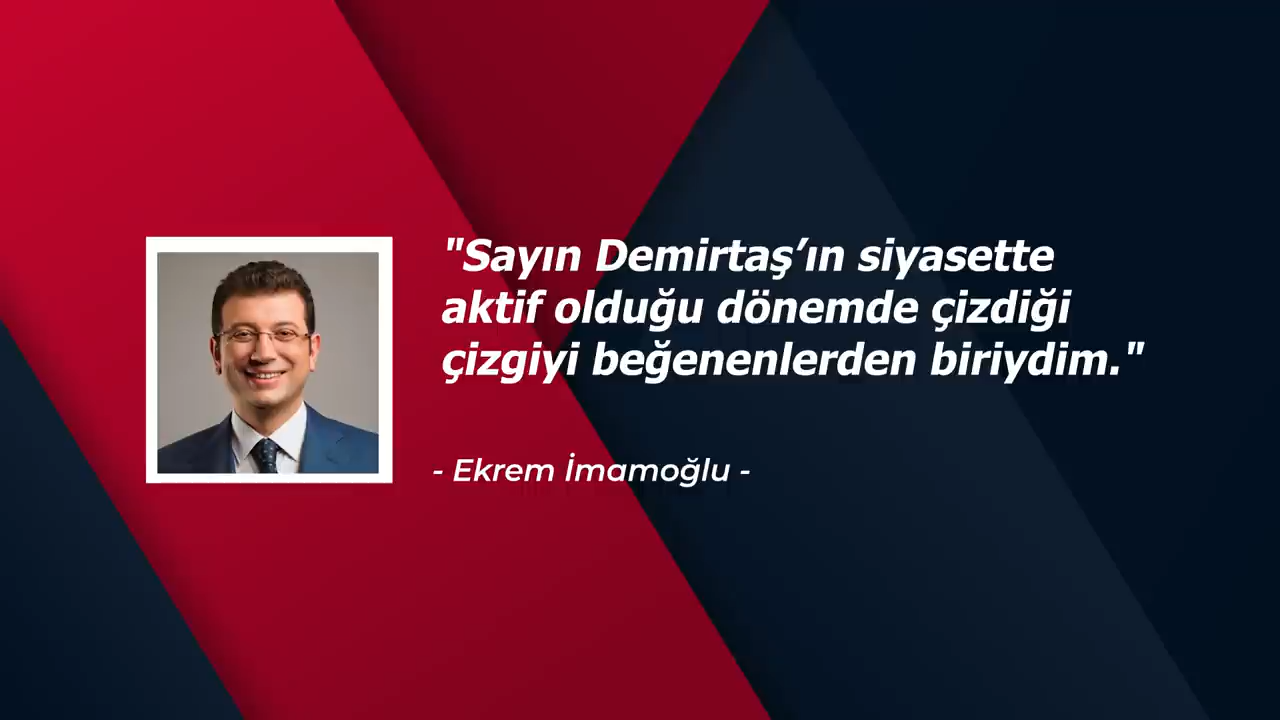 "Sayın Demirtaş’ın siyasette
aktif olduğu dönemde çizdiği
çizgiyi beğenenlerden biriydim."
- Ekrem İmamoğlu -